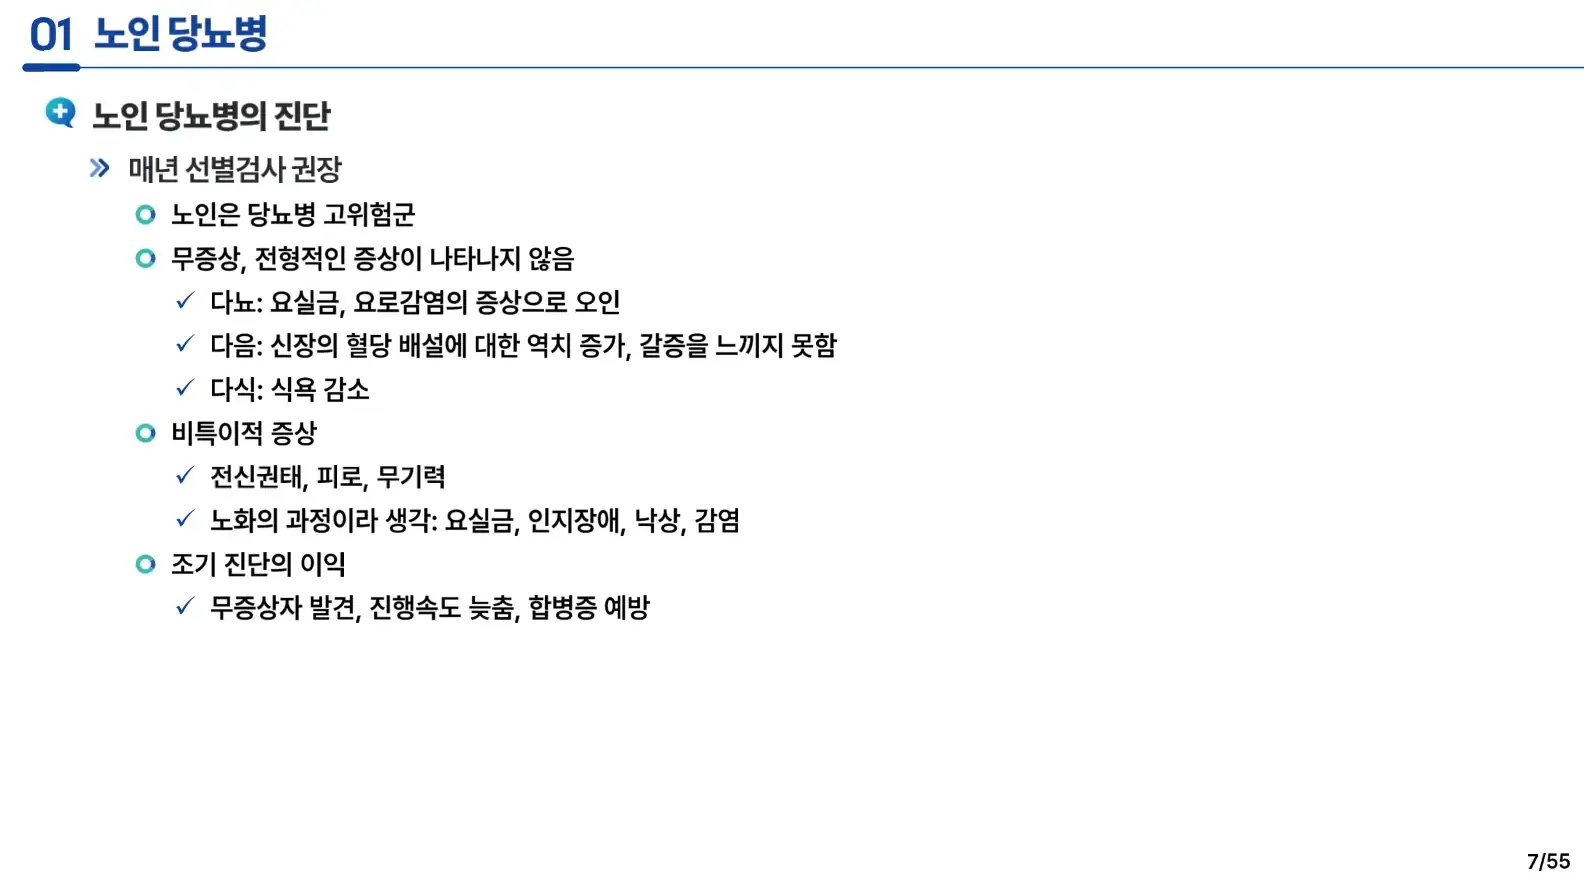 01 노인 당뇨병
노인 당뇨병의 진단
매년 선별검사 권장
노인은 당뇨병 고위험군
무증상, 전형적인 증상이 나타나지 않음
다뇨: 요실금, 요로감염의 증상으로 오인
다음: 신장의 혈당 배설에 대한 역치 증가, 갈증을 느끼지 못함
다식: 식욕 감소
비특이적 증상
전신권태, 피로, 무기력
노화의 과정이라 생각: 요실금, 인지장애, 낙상, 감염
조기 진단의 이익
무증상자 발견, 진행속도 늦춤, 합병증 예방
7/55